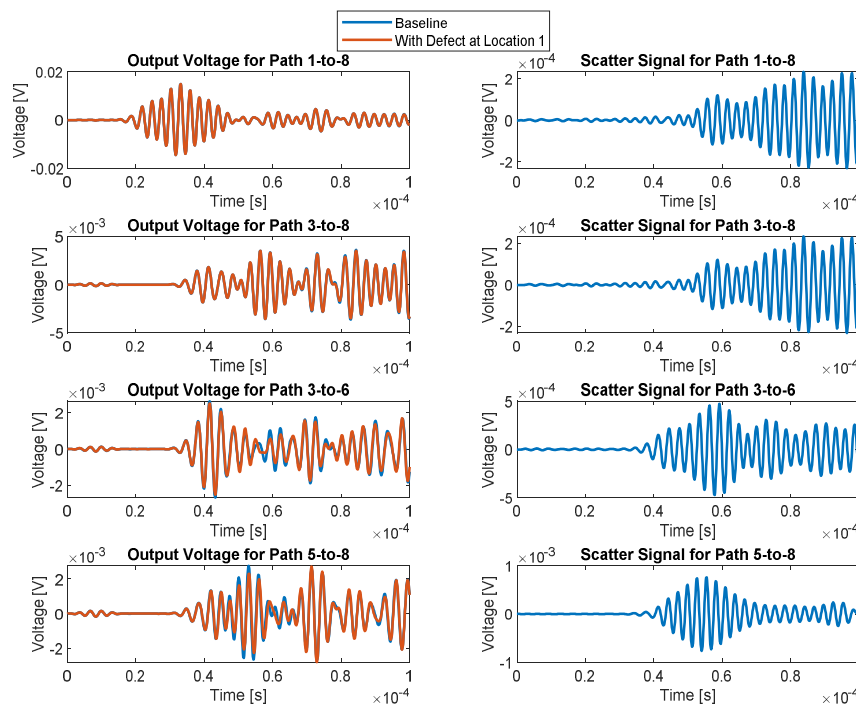 Baseline
With Defect at Location 1
Output Voltage for Path 1-to-8
Voltage [V]
0.02
0
-0.02
0 0.2 0.4 0.6 0.8 1
Time [s]
×10-4
Scatter Signal for Path 1-to-8
×10-4
Voltage [V]
2
0
-2
0 0.2 0.4 0.6 0.8
Time [s]
Output Voltage for Path 3-to-8
×10-3
Voltage [V]
5
0
-5
0 0.2 0.4 0.6 0.8 1
Time [s]
×10-4
Scatter Signal for Path 3-to-8
×10-4
Voltage [V]
2
0
-2
0 0.2 0.4 0.6 0.8
Time [s]
Output Voltage for Path 3-to-6
×10-3
Voltage [V]
2
0
-2
0 0.2 0.4 0.6 0.8 1
Time [s]
×10-4
Scatter Signal for Path 3-to-6
×10-4
Voltage [V]
5
0
-5
0 0.2 0.4 0.6 0.8
Time [s]
Output Voltage for Path 5-to-8
×10-3
Voltage [V]
2
0
-2
0 0.2 0.4 0.6 0.8 1
Time [s]
×10-4
Scatter Signal for Path 5-to-8
×10-3
Voltage [V]
1
0
-1
0 0.2 0.4 0.6 0.8
Time [s]